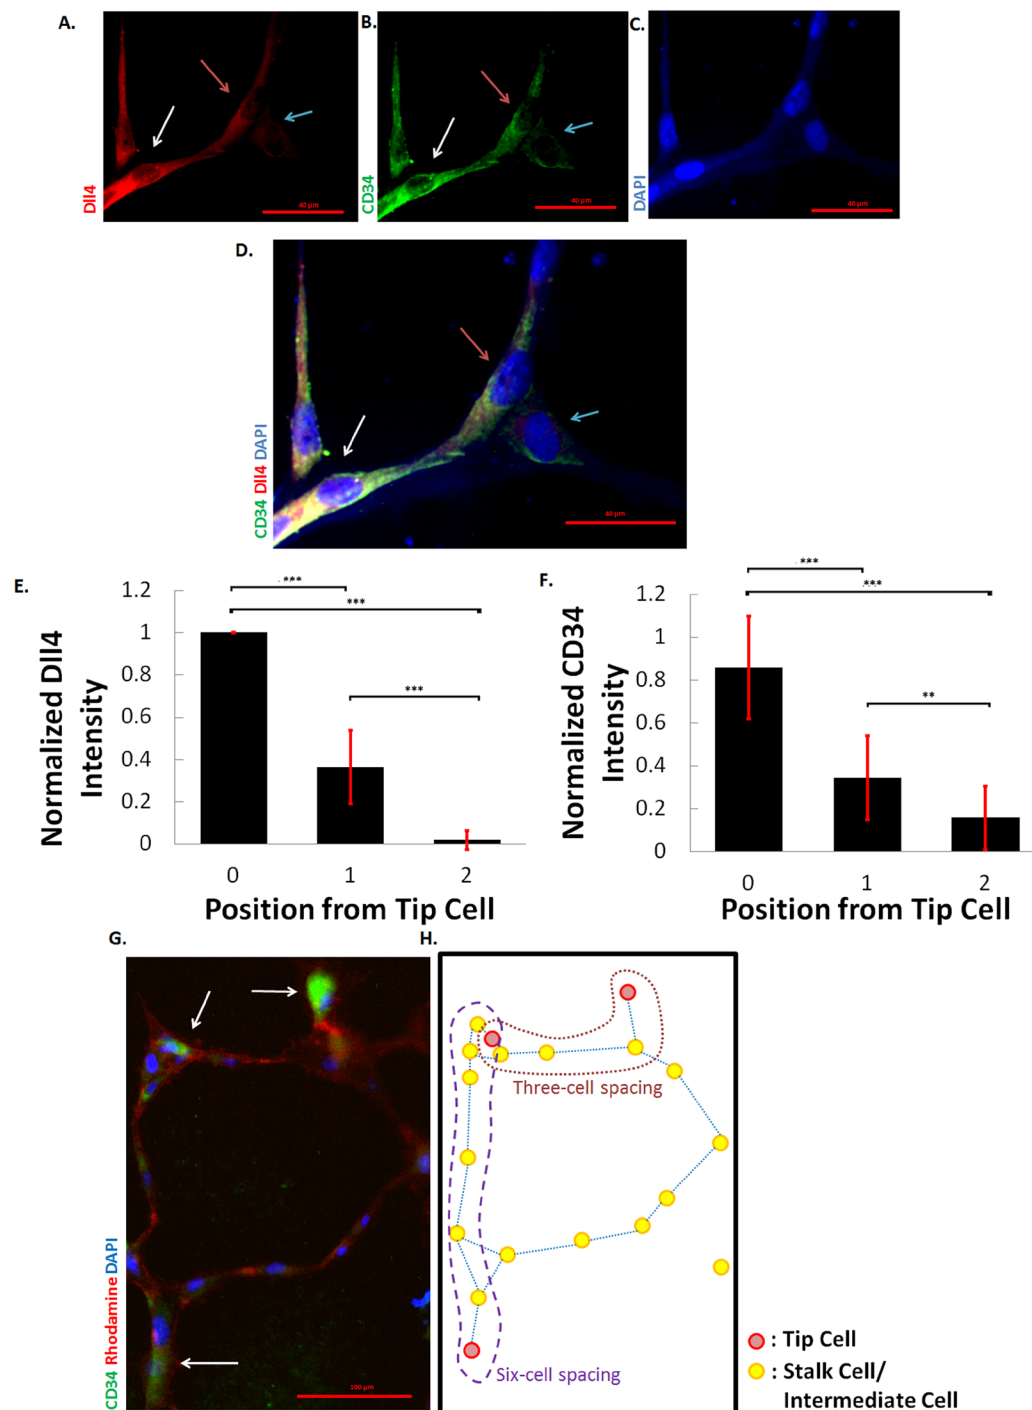 A.
B.
C.
Dll4
40 µm
CD34
40 µm
DAPI
40 µm
D.
CD34 Dll4 DAPI
40 µm
E.
Normalized Dll4
Intensity
1.2
1
0.8
0.6
0.4
0.2
0
***
***
***
0 1 2
Position from Tip Cell
F.
Normalized CD34
Intensity
1.2
1
0.8
0.6
0.4
0.2
0
***
***
**
0 1 2
Position from Tip Cell
G.
CD34 Rhodamine DAPI
100 µm
H.
Three-cell spacing
Six-cell spacing
: Tip Cell
: Stalk Cell/
Intermediate Cell